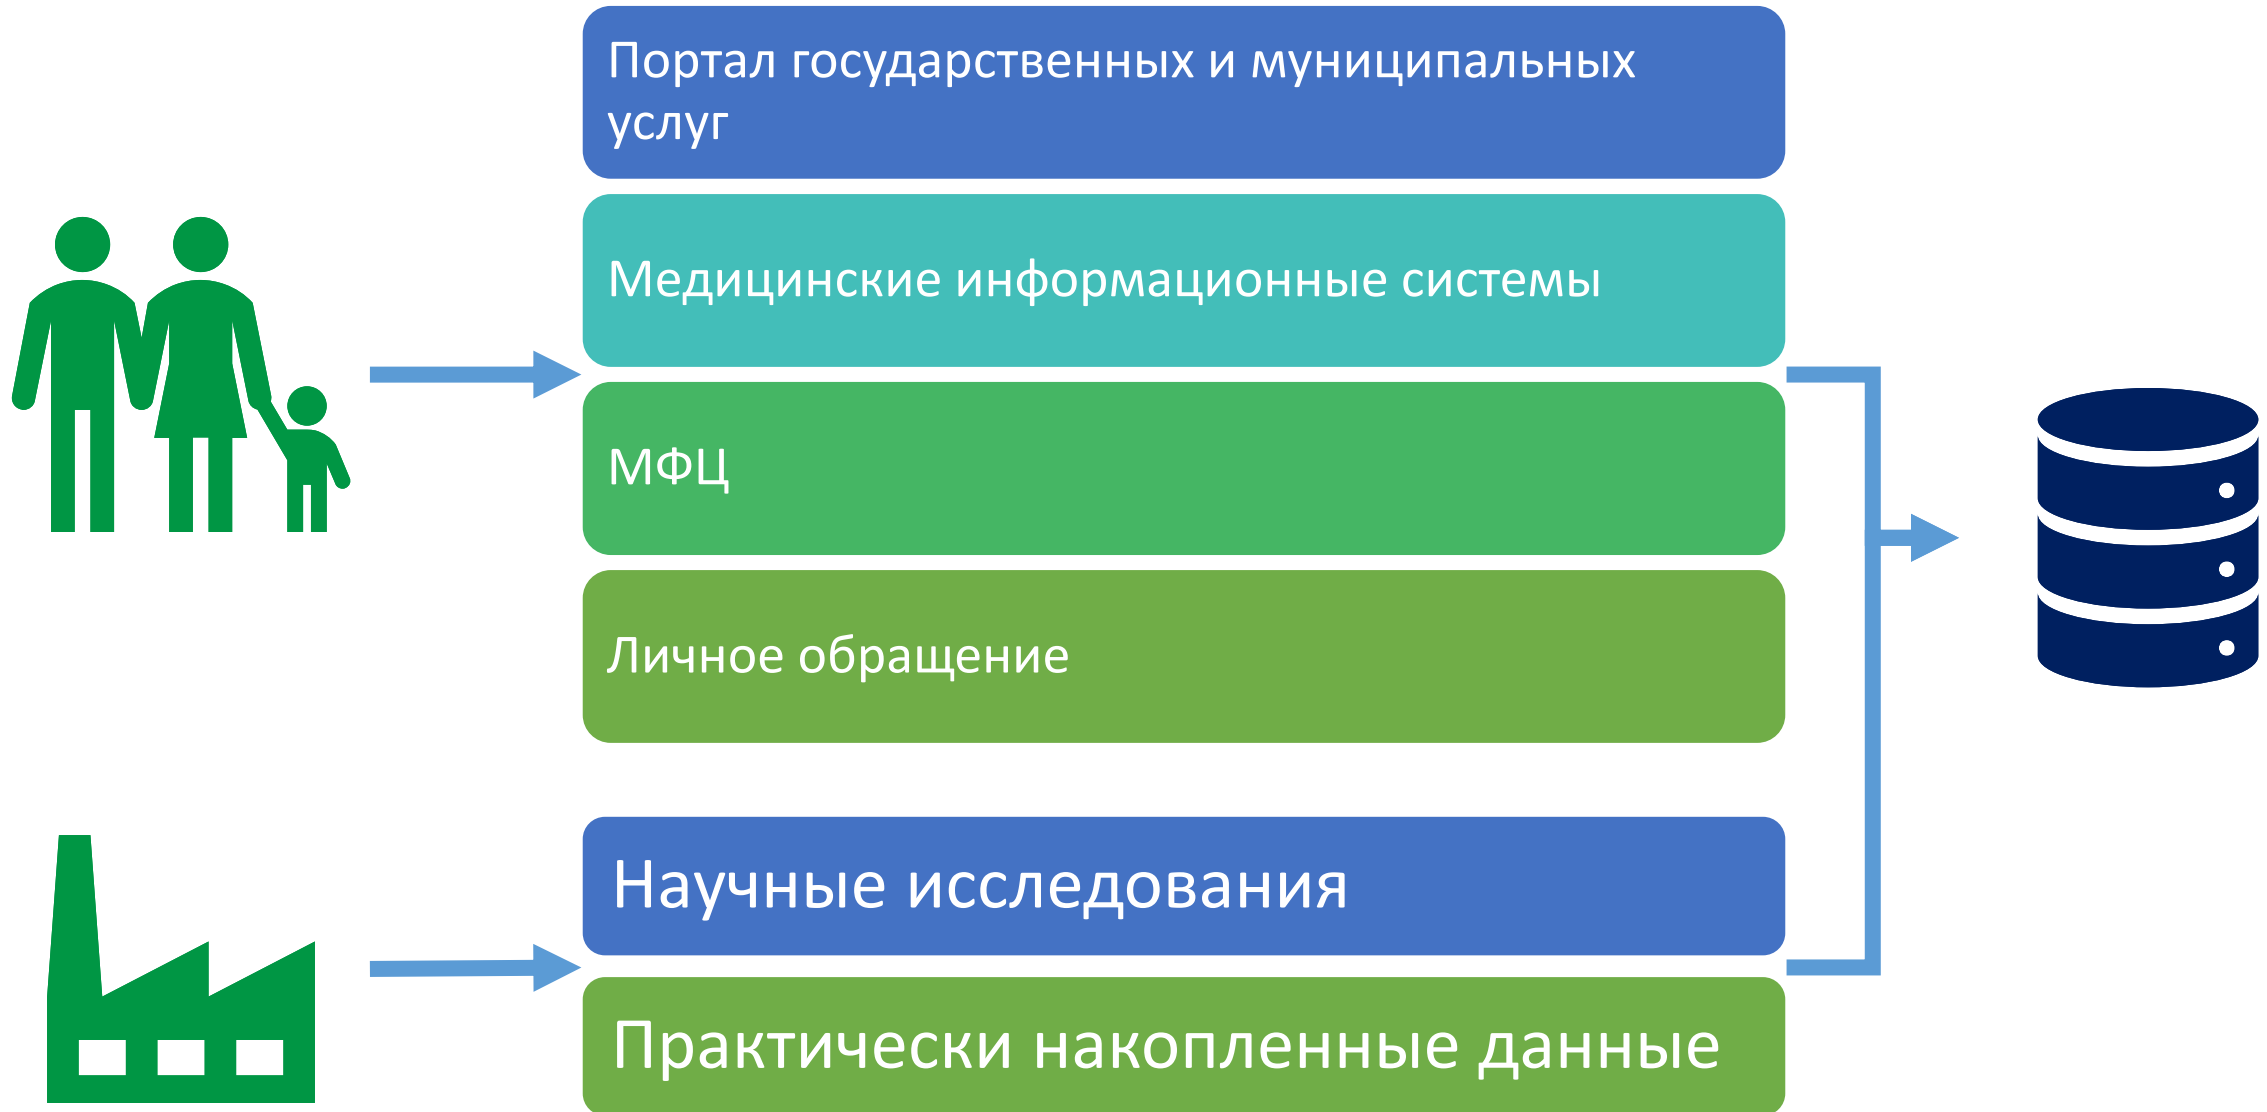 Портал государственных и муниципальных
услуг
Медицинские информационные системы
МФЦ
Личное обращение
Научные исследования
Практически накопленные данные